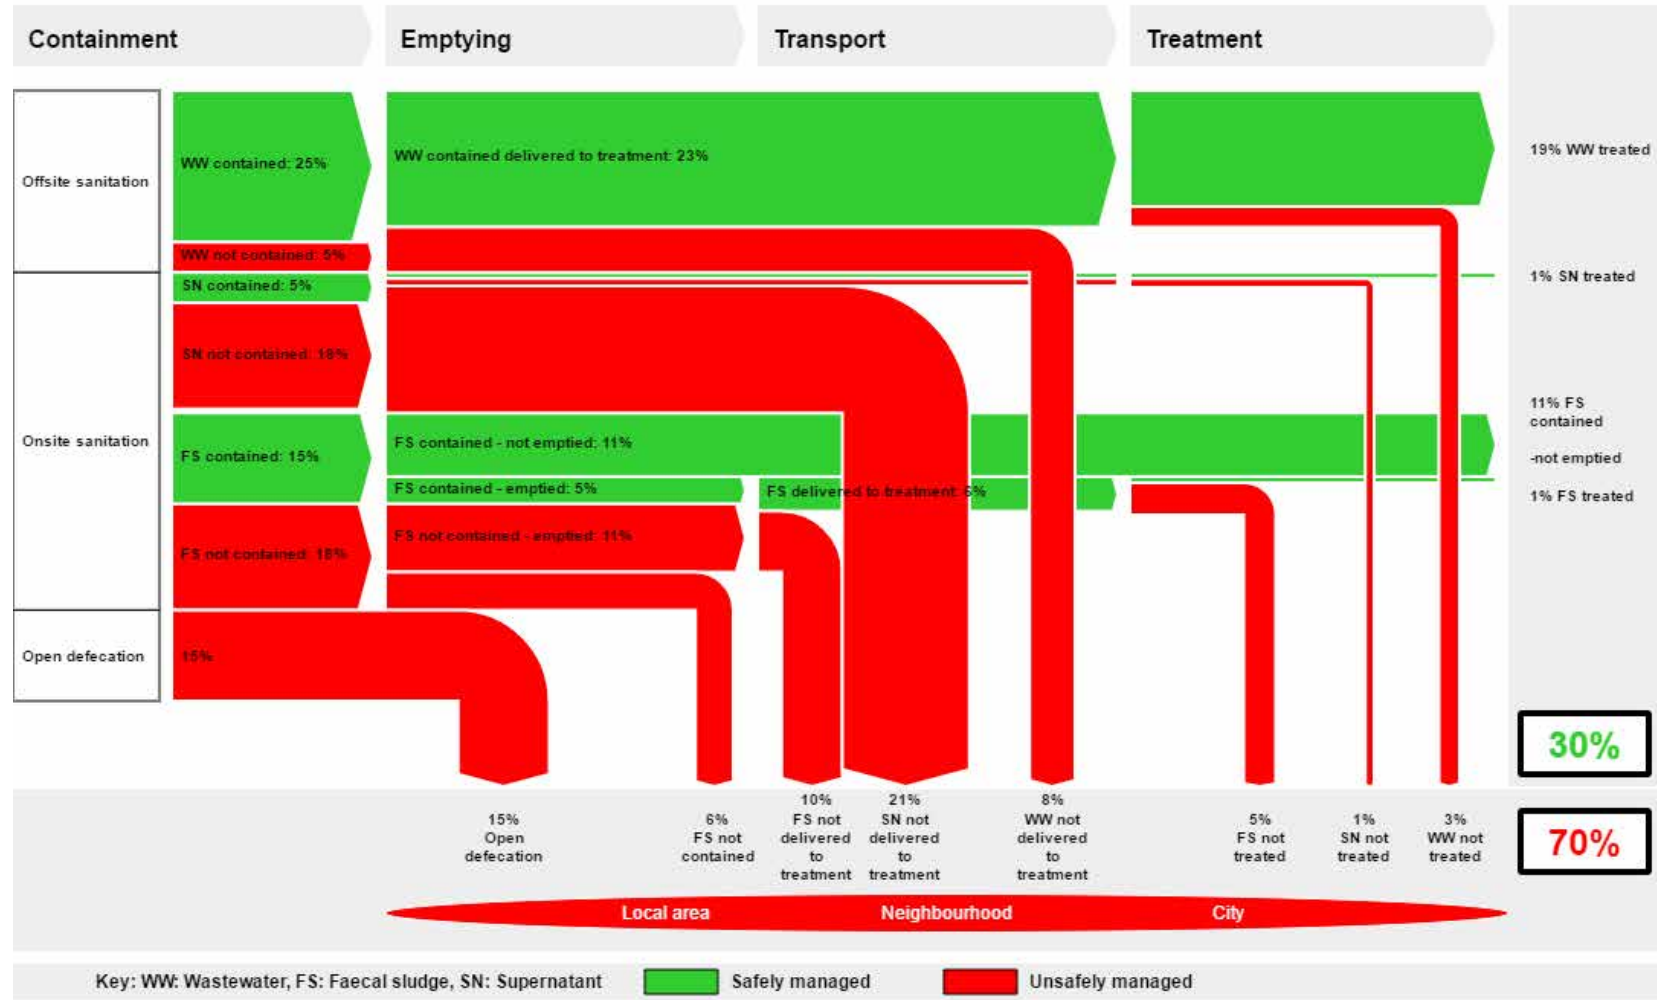 Containment
Emptying
Transport
Treatment
Offsite sanitation
WW contained: 25%
WW contained delivered to treatment: 23%
19% WW treated
WW not contained: 5%
Onsite sanitation
SN contained: 5%
1% SN treated
SN not contained: 18%
FS contained: 15%
FS contained - not emptied: 11%
11% FS
contained
-not emptied
FS contained - emptied: 5%
FS delivered to treatment: 6%
1% FS treated
FS not contained: 18%
FS not contained - emptied: 11%
Open defecation
15%
30%
15%
Open
defecation
6%
FS not
contained
10%
FS not
delivered
to
treatment
21%
SN not
delivered
to
treatment
8%
WW not
delivered
to
treatment
5%
FS not
treated
1%
SN not
treated
3%
WW not
treated
70%
Local area
Neighbourhood
City
Key: WW: Wastewater, FS: Faecal sludge, SN: Supernatant
Safely managed
Unsafely managed